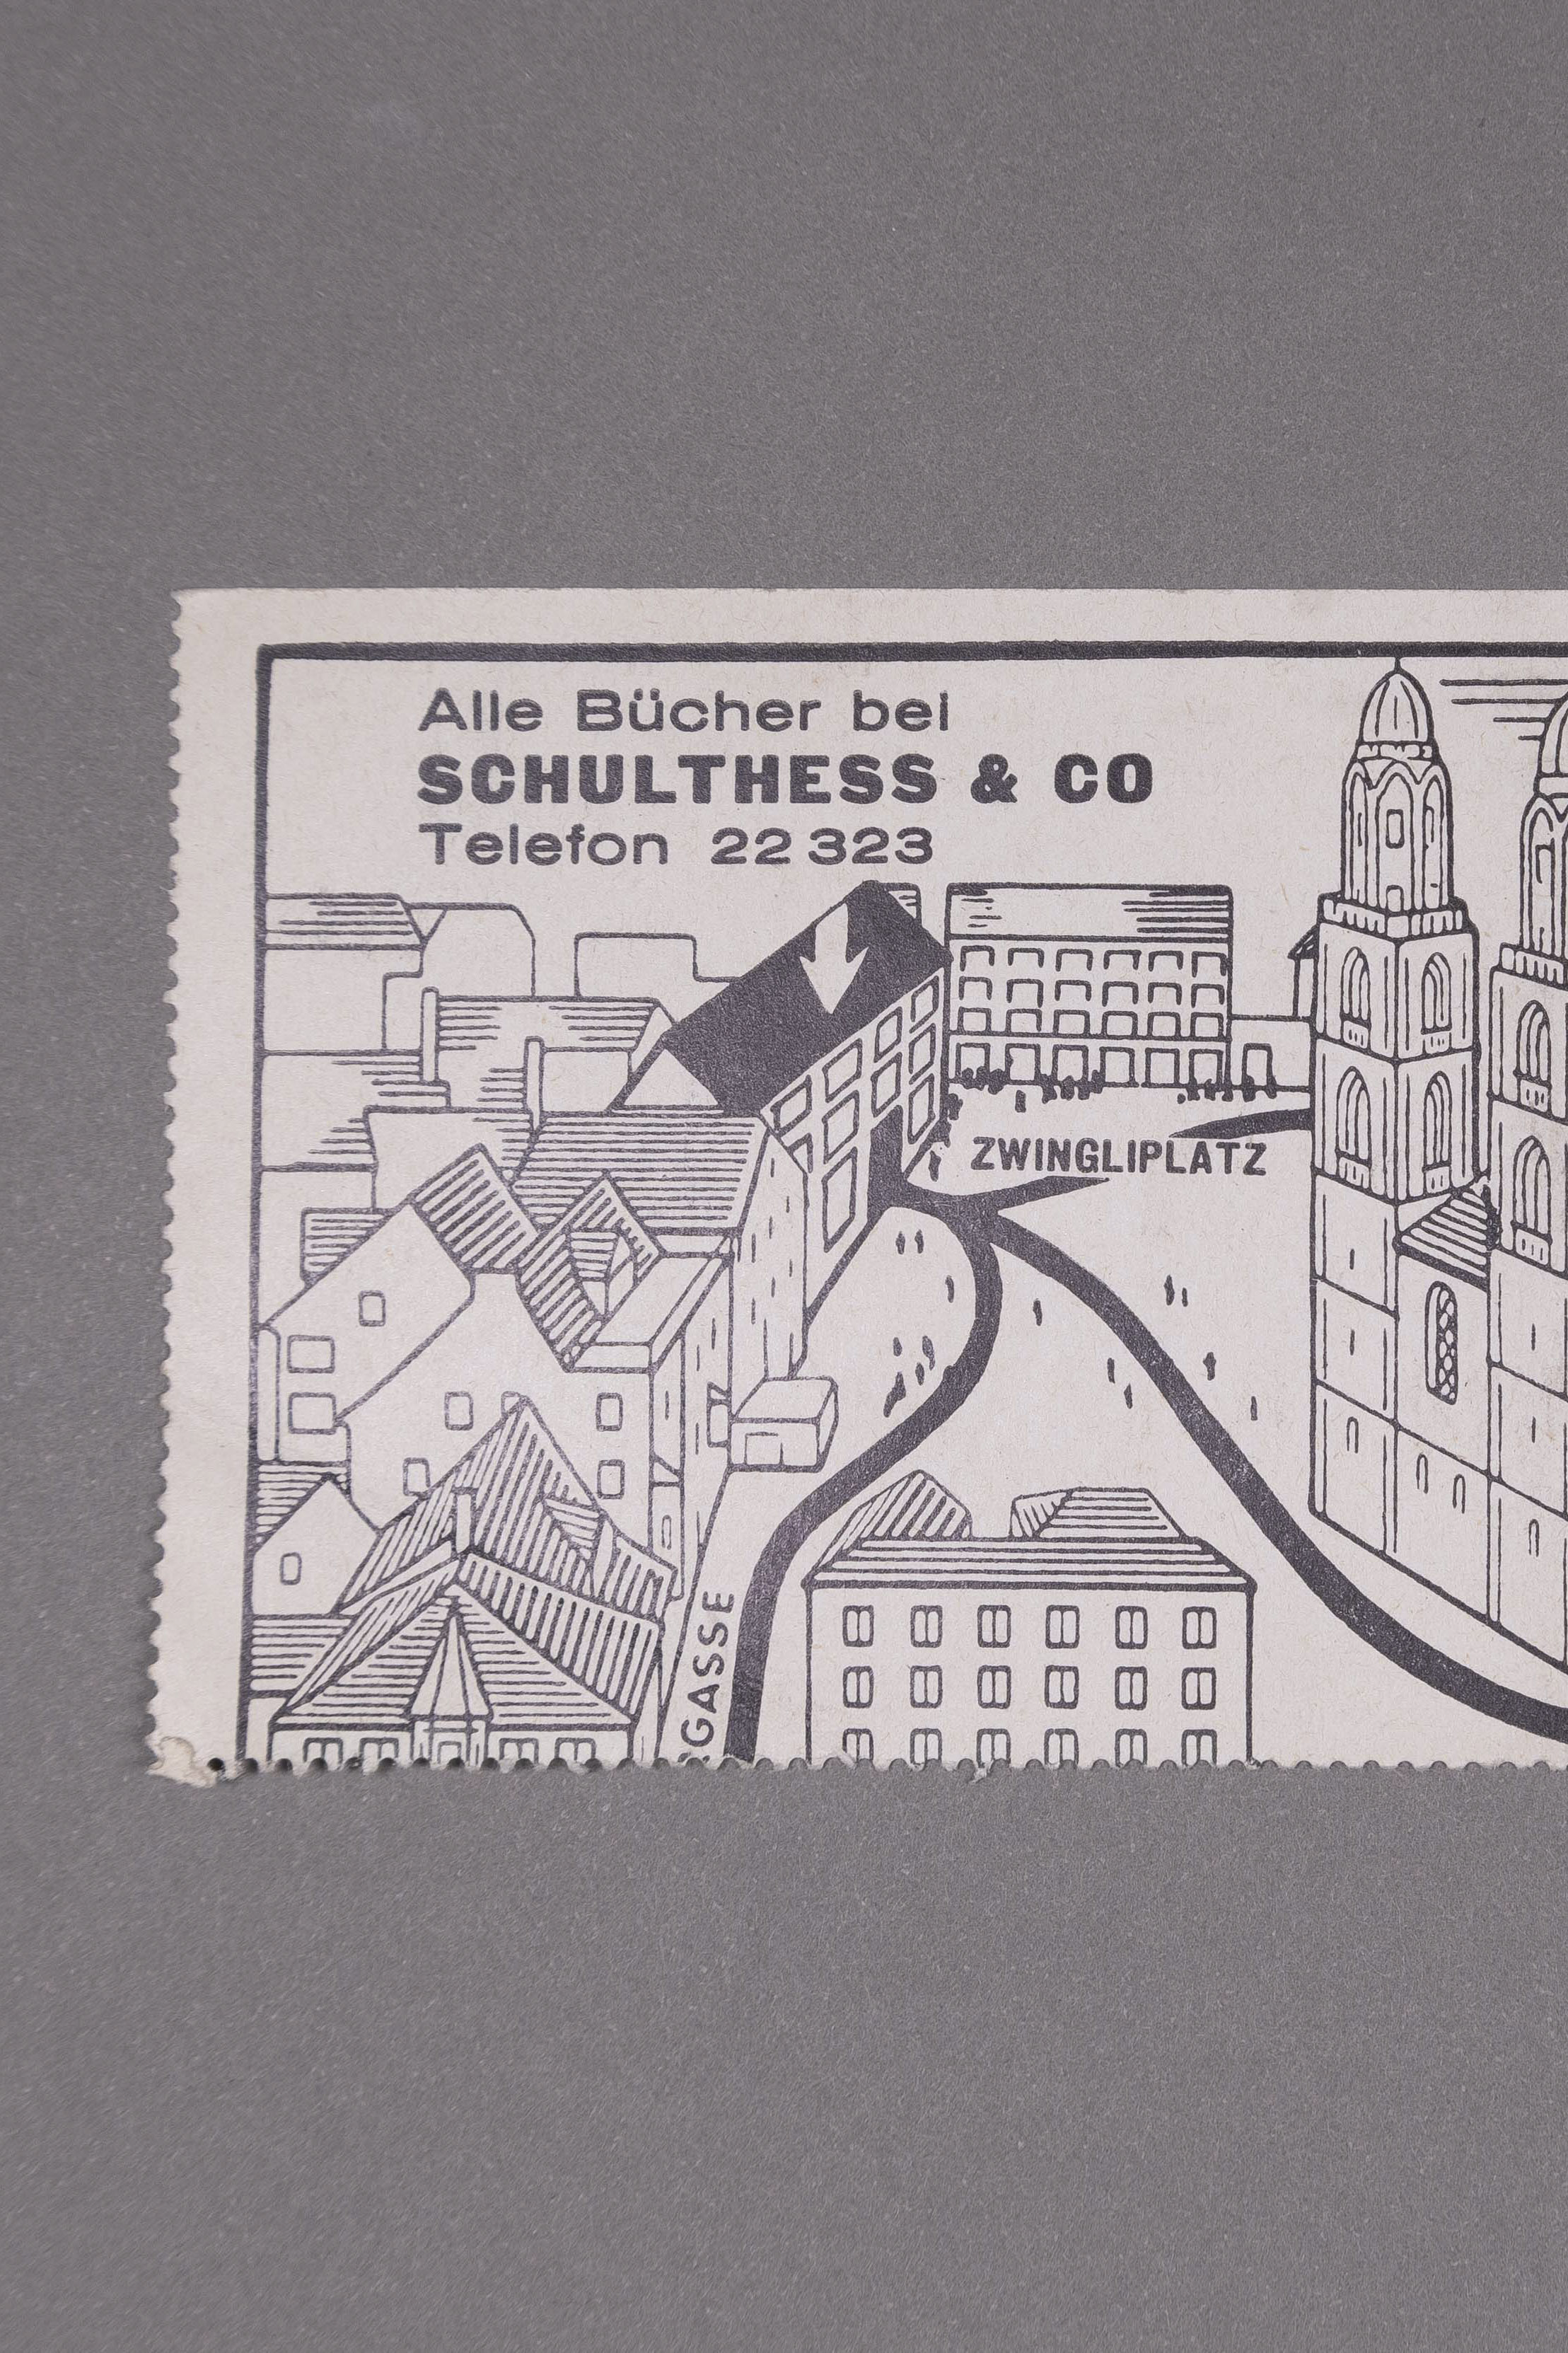 Alle Bücher bei
SCHULTHESS & CO
Telefon 22 323
ZWINGLIPLATZ
GASSE